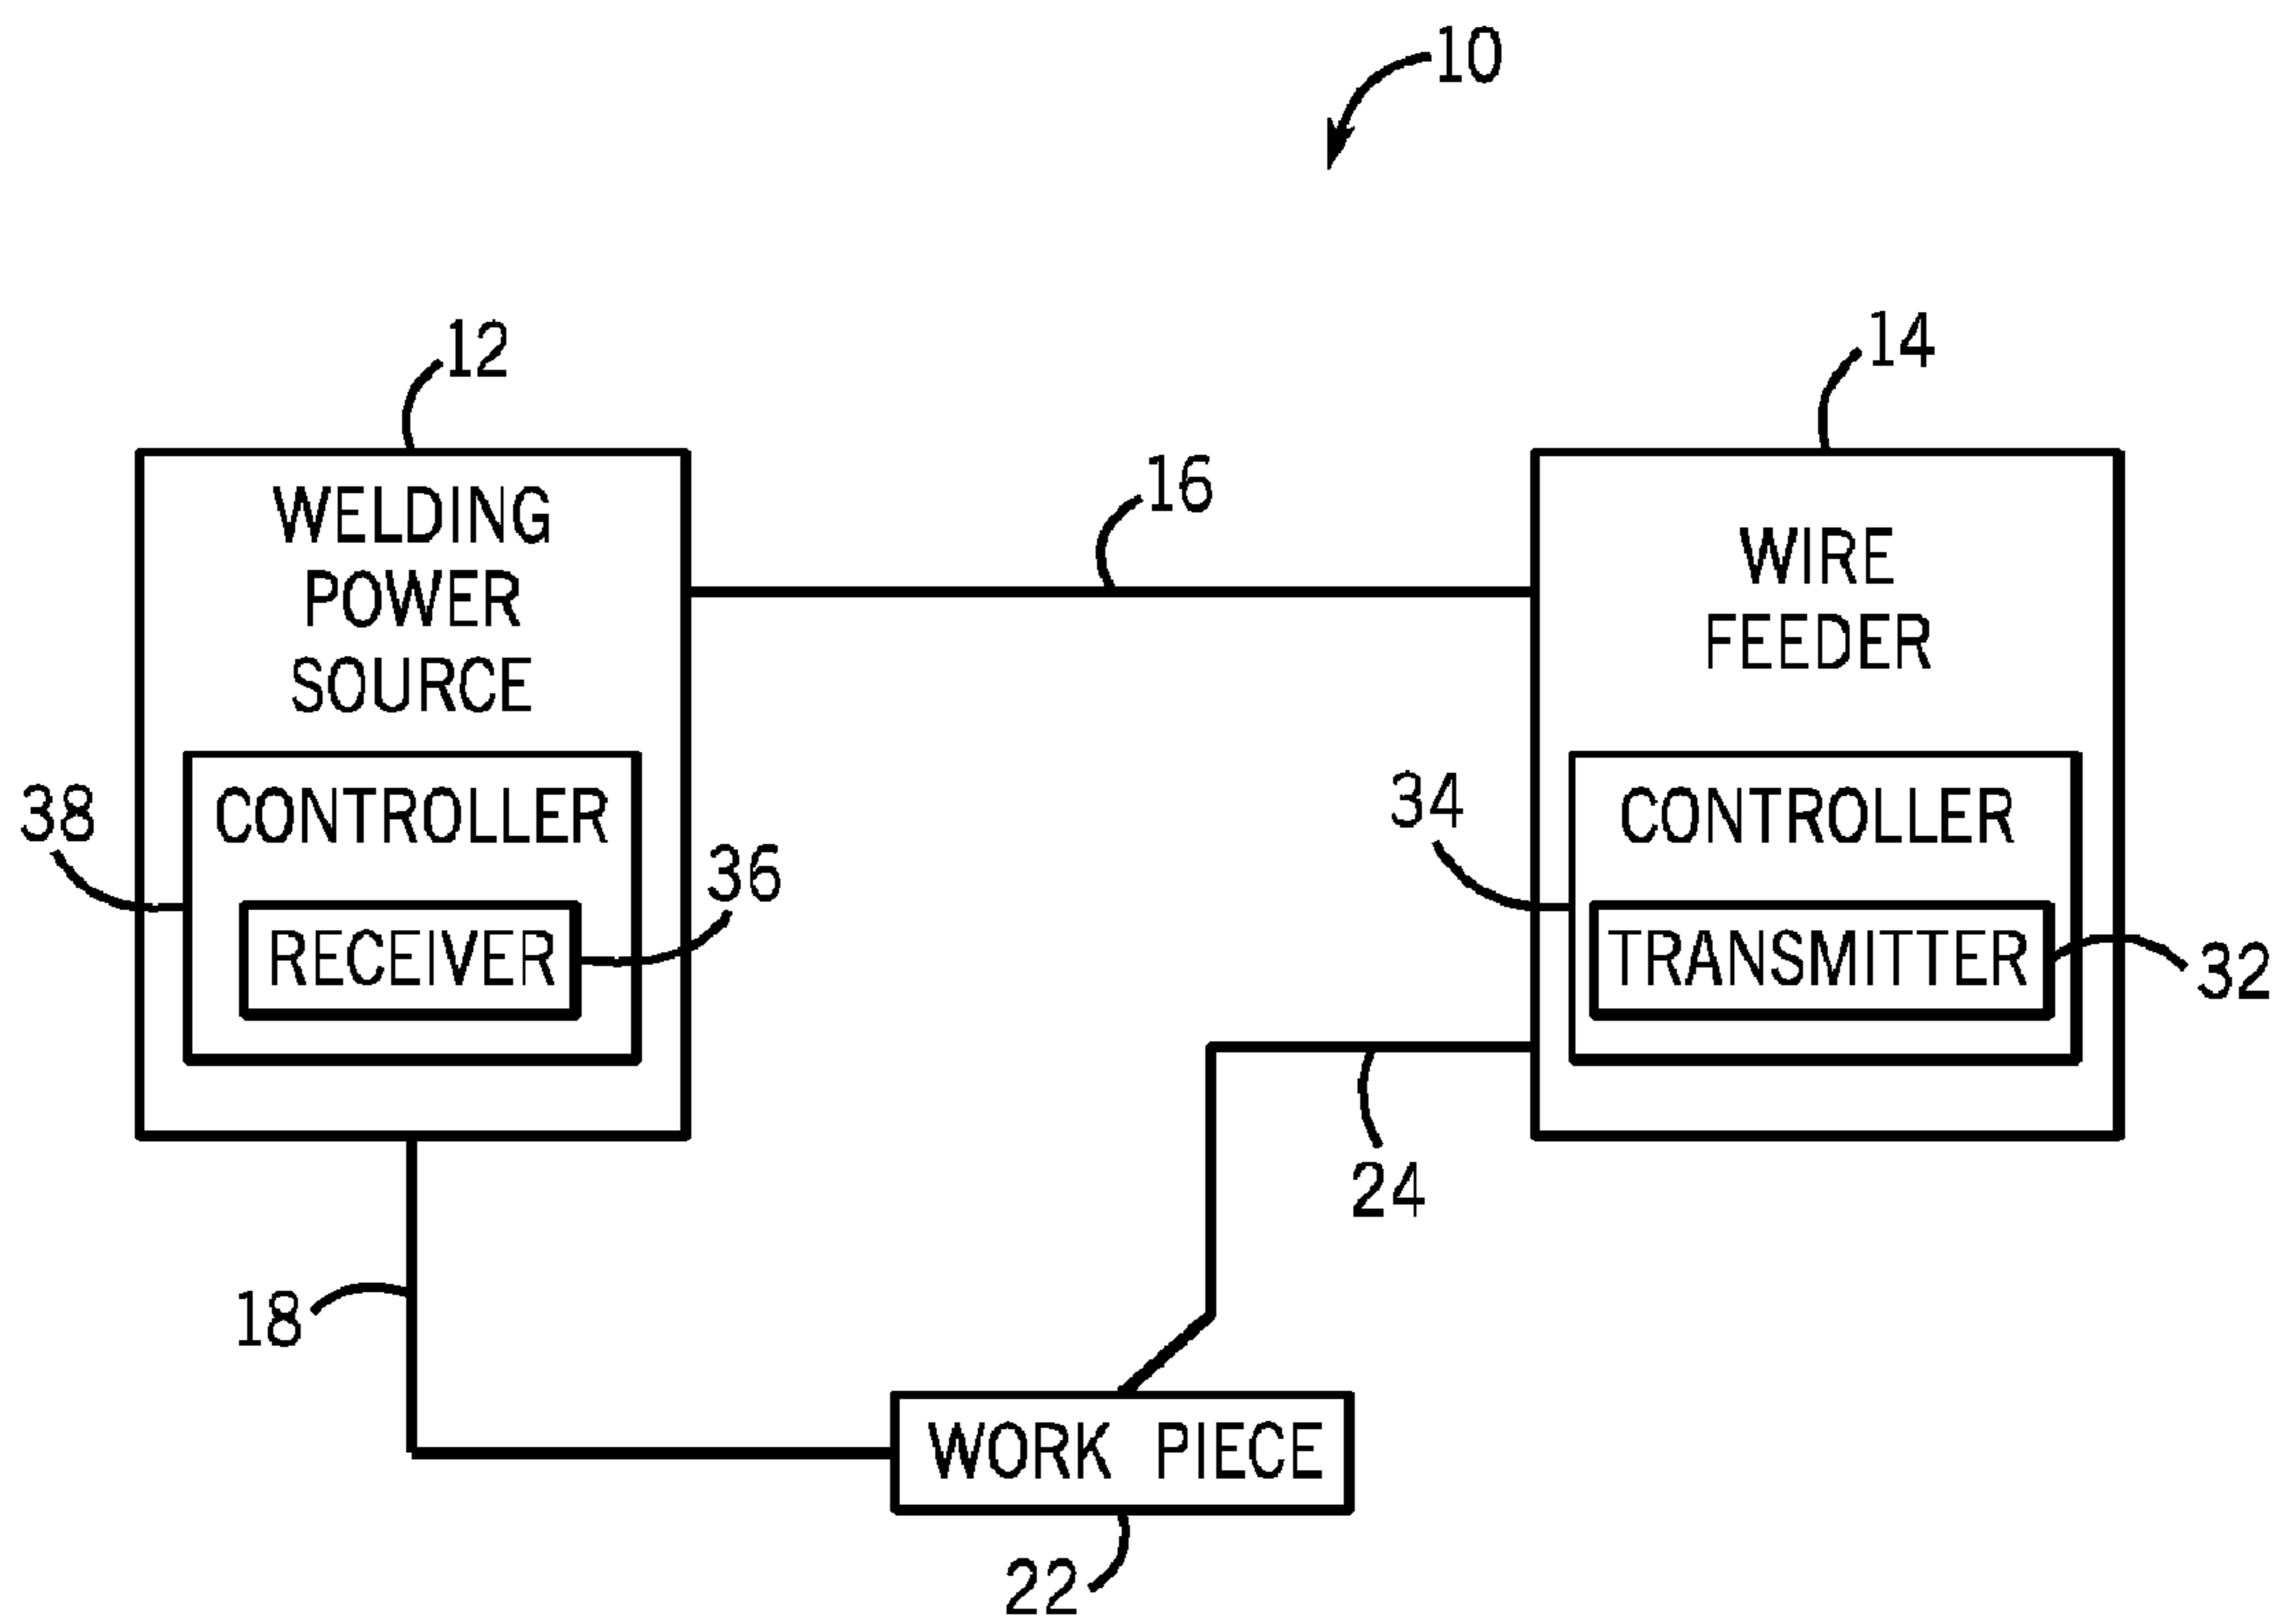 10
12
14
16
WELDING
POWER
SOURCE
WIRE
FEEDER
38
CONTROLLER
36
RECEIVER
34
CONTROLLER
TRANSMITTER
32
24
18
WORK PIECE
22